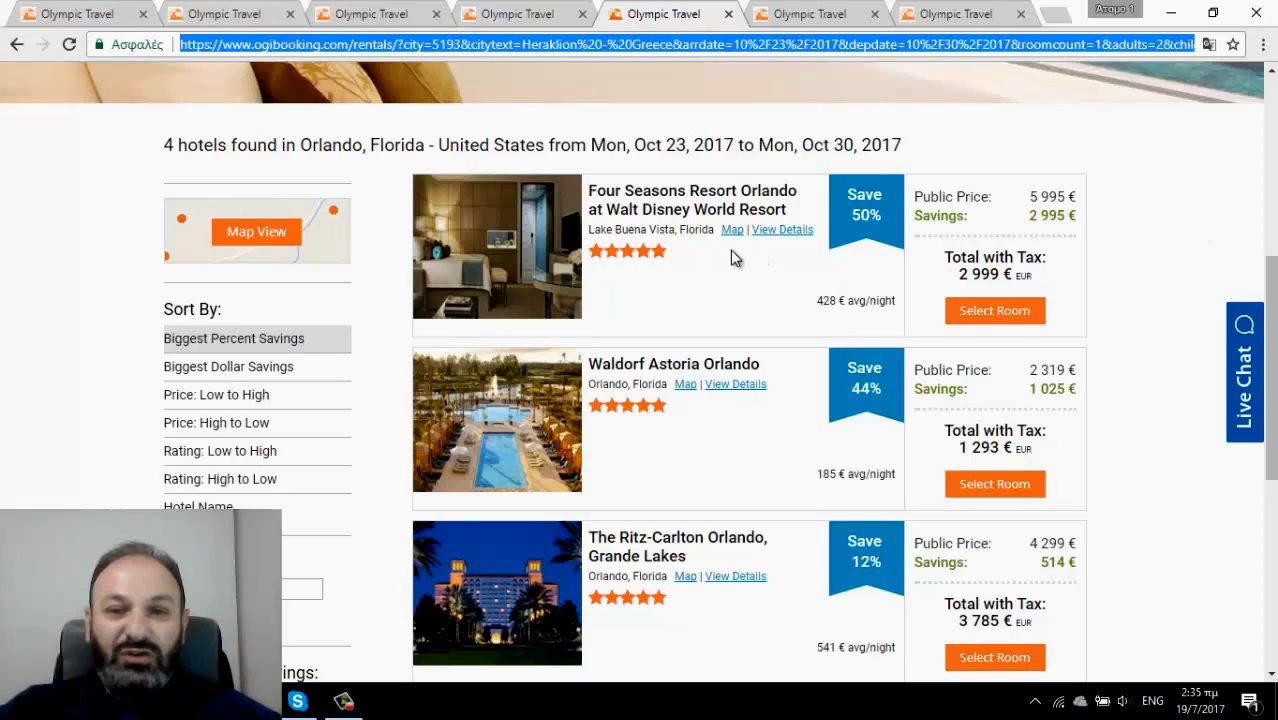 Olympic Travel
Olympic Travel
Olympic Travel
Olympic Travel
Olympic Travel
Olympic Travel
Olympic Travel
Άτομο 1
Ασφαλές
https://www.ogibooking.com/rentals/?city=5193&citytext=Heraklion%20-%20Greece&arrdate=10%2F23%2F2017&depdate=10%2F30%2F2017&roomcount=1&adults=2&chil
4 hotels found in Orlando, Florida - United States from Mon, Oct 23, 2017 to Mon, Oct 30, 2017
Map View
Sort By:
Biggest Percent Savings
Biggest Dollar Savings
Price: Low to High
Price: High to Low
Rating: Low to High
Rating: High to Low
Hotel Name
ings:
Four Seasons Resort Orlando
at Walt Disney World Resort
Lake Buena Vista, Florida Map | View Details
428 € avg/night
Save
50%
Public Price: 5 995 €
Savings: 2 995 €
Total with Tax:
2 999 € EUR
Select Room
Waldorf Astoria Orlando
Orlando, Florida Map | View Details
185 € avg/night
Save
44%
Public Price: 2 319 €
Savings: 1 025 €
Total with Tax:
1 293 € EUR
Select Room
The Ritz-Carlton Orlando,
Grande Lakes
Orlando, Florida Map | View Details
541 € avg/night
Save
12%
Public Price: 4 299 €
Savings: 514 €
Total with Tax:
3 785 € EUR
Select Room
Live Chat
ΕΝG
2:35 πμ
19/7/2017